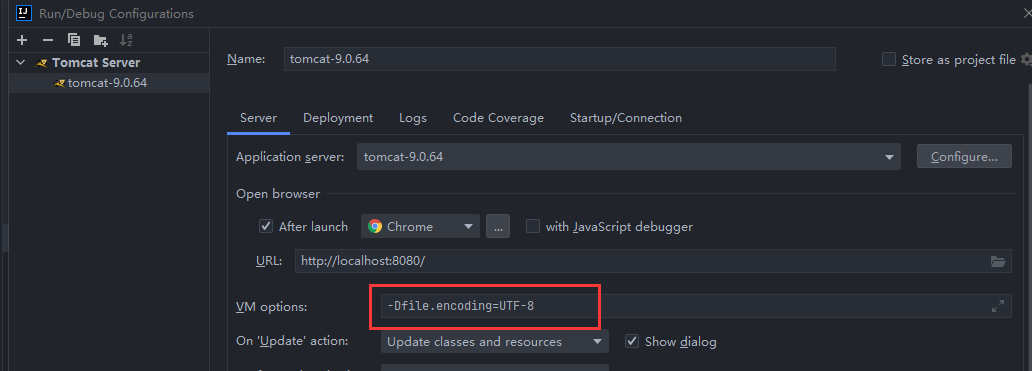 IJ Run/Debug Configurations
Tomcat Server
tomcat-9.0.64
Name: tomcat-9.0.64 Store as project file
Server Deployment Logs Code Coverage Startup/Connection
Application server: tomcat-9.0.64 Configure...
Open browser
After launch Chrome ... with JavaScript debugger
URL: http://localhost:8080/
VM options: -Dfile.encoding=UTF-8
On 'Update' action: Update classes and resources Show dialog